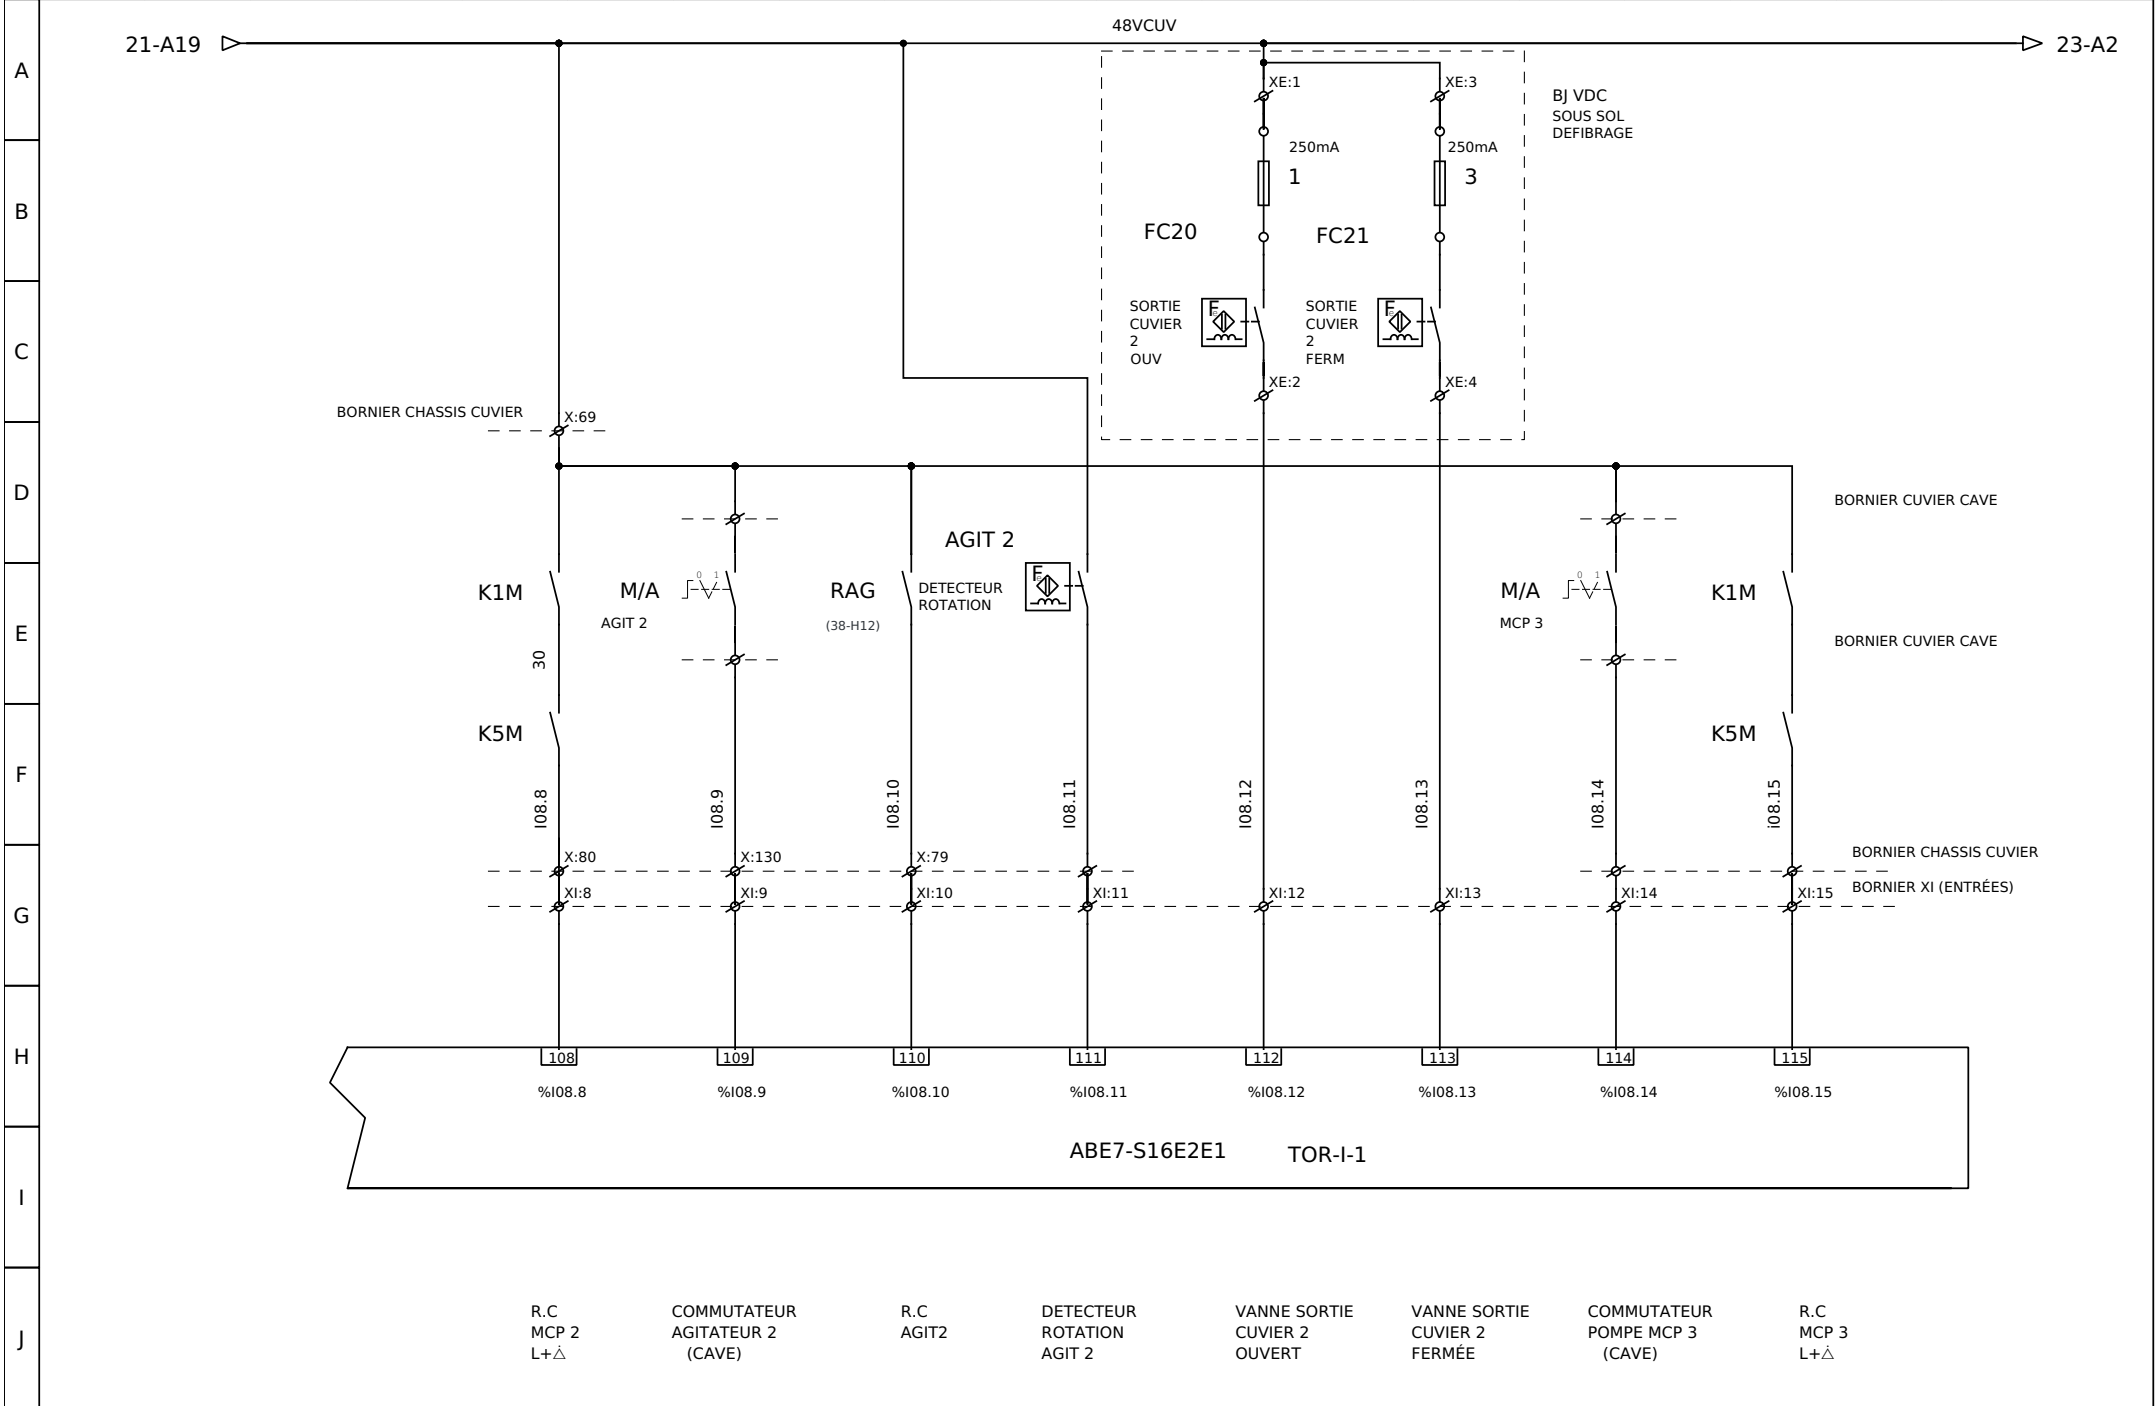 48VCUV
21-A19
23-A2
A
XE:1
XE:3
BJ VDC
SOUS SOL
DEFIBRAGE
250mA
250mA
1
3
B
FC20
FC21
SORTIE
CUVIER
2
OUV
Fe
SORTIE
CUVIER
2
FERM
Fe
C
XE:2
XE:4
BORNIER CHASSIS CUVIER
X:69
D
BORNIER CUVIER CAVE
AGIT 2
K1M
M/A
0 1
AGIT 2
RAG
(38-H12)
DETECTEUR
ROTATION
Fe
M/A
0 1
MCP 3
K1M
E
BORNIER CUVIER CAVE
30
K5M
K5M
F
I08.8
I08.9
I08.10
I08.11
I08.12
I08.13
I08.14
i08.15
X:80
X:130
X:79
BORNIER CHASSIS CUVIER
XI:8
XI:9
XI:10
XI:11
XI:12
XI:13
XI:14
XI:15
BORNIER XI (ENTRÉES)
G
H
108
109
110
111
112
113
114
115
%I08.8
%I08.9
%I08.10
%I08.11
%I08.12
%I08.13
%I08.14
%I08.15
ABE7-S16E2E1
TOR-I-1
I
R.C
MCP 2
L+△
COMMUTATEUR
AGITATEUR 2
(CAVE)
R.C
AGIT2
DETECTEUR
ROTATION
AGIT 2
VANNE SORTIE
CUVIER 2
OUVERT
VANNE SORTIE
CUVIER 2
FERMÉE
COMMUTATEUR
POMPE MCP 3
(CAVE)
R.C
MCP 3
L+△
J